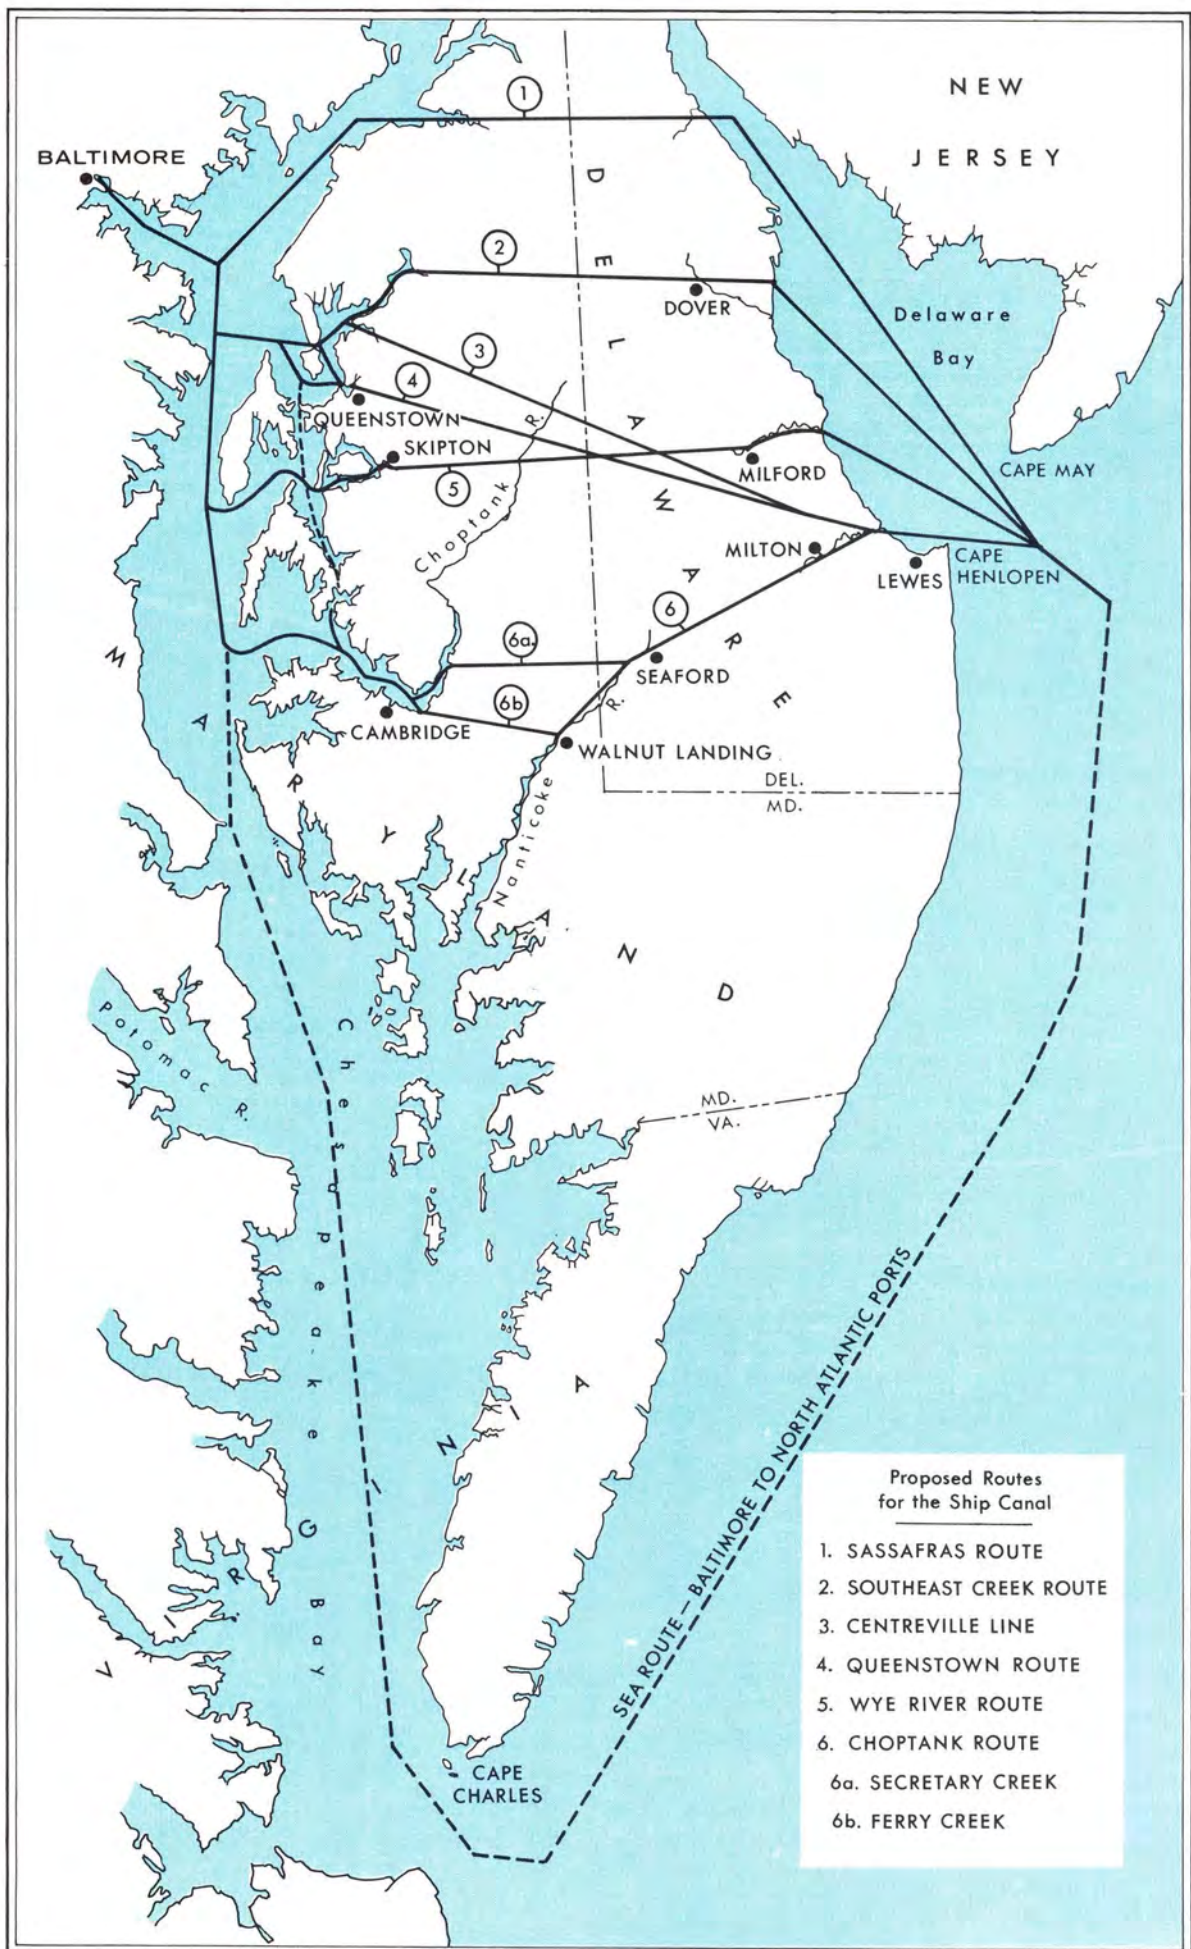 NEW
JERSEY
1
BALTIMORE
DELAWARE
2
DOVER
Delaware
Bay
3
4
QUEENSTOWN
R.
SKIPTON
5
Choptank
MILFORD
CAPE MAY
MILTON
LEWES
CAPE
HENLOPEN
6
6a.
SEAFORD
6b
R.
CAMBRIDGE
WALNUT LANDING
Nanticoke
DEL.
MD.
MARYLAND
Potomac R.
Chesapeake Bay
MD.
VA.
VIRGINIA
SEA ROUTE — BALTIMORE TO NORTH ATLANTIC PORTS
CAPE
CHARLES
Proposed Routes
for the Ship Canal
1. SASSAFRAS ROUTE
2. SOUTHEAST CREEK ROUTE
3. CENTREVILLE LINE
4. QUEENSTOWN ROUTE
5. WYE RIVER ROUTE
6. CHOPTANK ROUTE
6a. SECRETARY CREEK
6b. FERRY CREEK